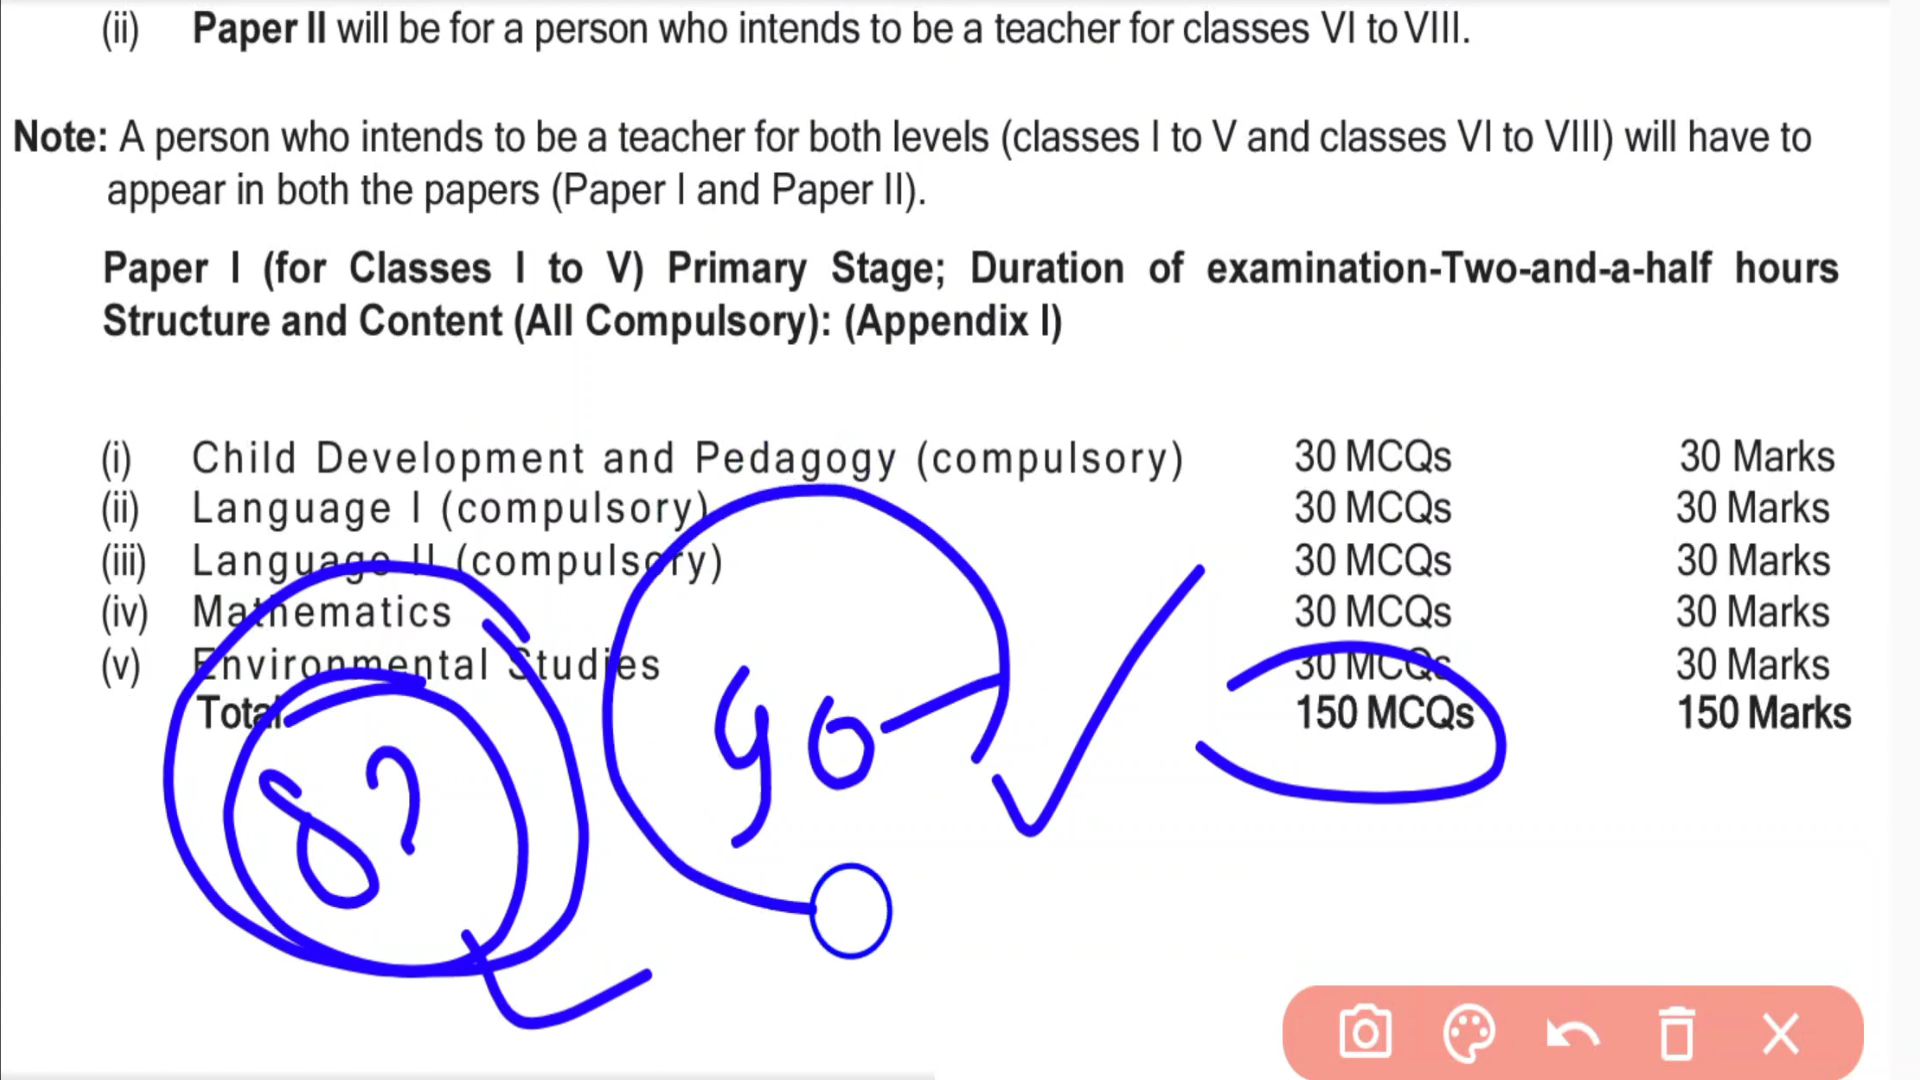 (ii) Paper II will be for a person who intends to be a teacher for classes VI to VIII.
Note: A person who intends to be a teacher for both levels (classes I to V and classes VI to VIII) will have to
appear in both the papers (Paper I and Paper II).
Paper I (for Classes I to V) Primary Stage; Duration of examination-Two-and-a-half hours
Structure and Content (All Compulsory): (Appendix I)
(i) Child Development and Pedagogy (compulsory) 30 MCQs 30 Marks
(ii) Language I (compulsory) 30 MCQs 30 Marks
(iii) Language II (compulsory) 30 MCQs 30 Marks
(iv) Mathematics 30 MCQs 30 Marks
(v) Environmental Studies 30 MCQs 30 Marks
Total 150 MCQs 150 Marks
90